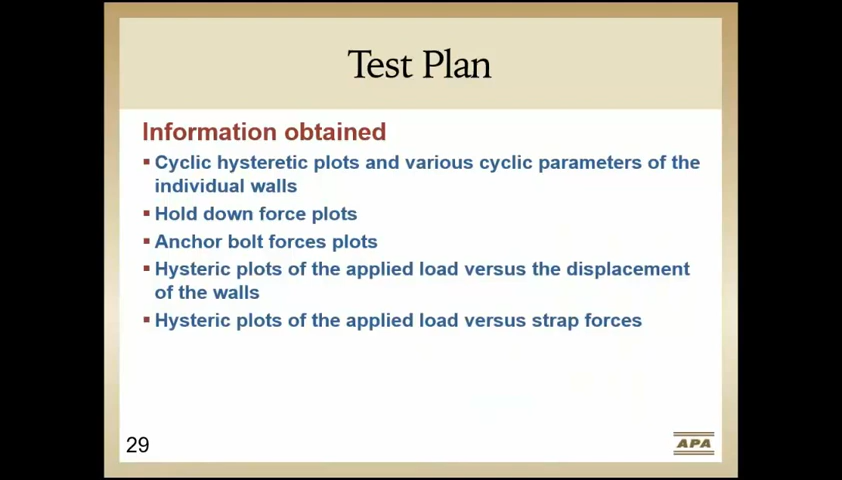 Test Plan
Information obtained
▪ Cyclic hysteretic plots and various cyclic parameters of the
individual walls
▪ Hold down force plots
▪ Anchor bolt forces plots
▪ Hysteric plots of the applied load versus the displacement
of the walls
▪ Hysteric plots of the applied load versus strap forces
29
APA